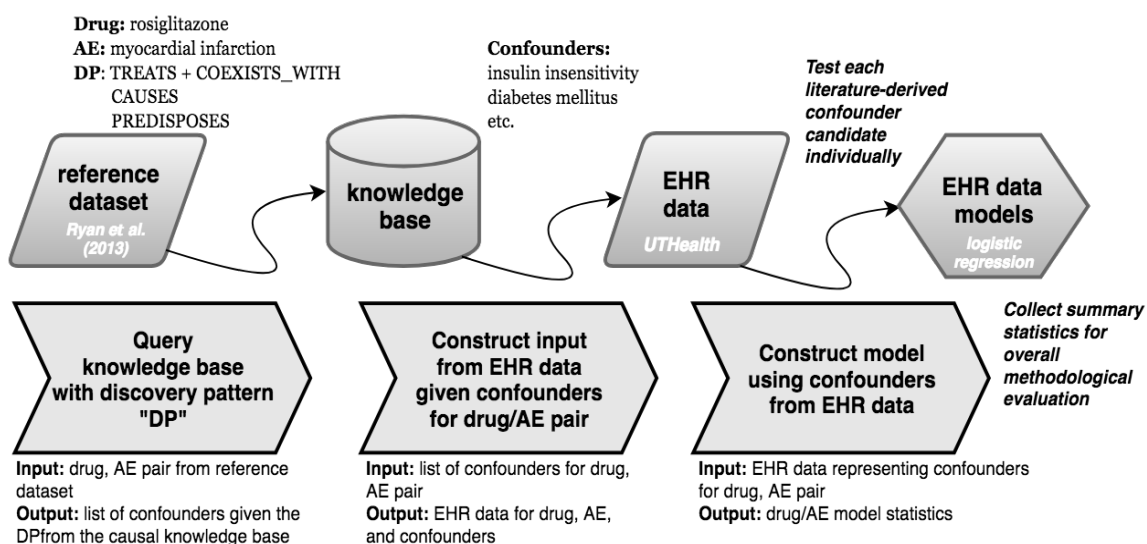 Drug: rosiglitazone
AE: myocardial infarction
DP: TREATS + COEXISTS_WITH
CAUSES
PREDISPOSES
Confounders:
insulin insensitivity
diabetes mellitus
etc.
Test each
literature-derived
confounder
candidate
individually
reference
dataset
Ryan et al.
(2013)
knowledge
base
EHR
data
UTHealth
EHR data
models
logistic
regression
Query
knowledge base
with discovery pattern
"DP"
Construct input
from EHR data
given confounders
for drug/AE pair
Construct model
using confounders
from EHR data
Collect summary
statistics for
overall
methodological
evaluation
Input: drug, AE pair from reference
dataset
Output: list of confounders given the
DPfrom the causal knowledge base
Input: list of confounders for drug,
AE pair
Output: EHR data for drug, AE,
and confounders
Input: EHR data representing confounders
for drug, AE pair
Output: drug/AE model statistics